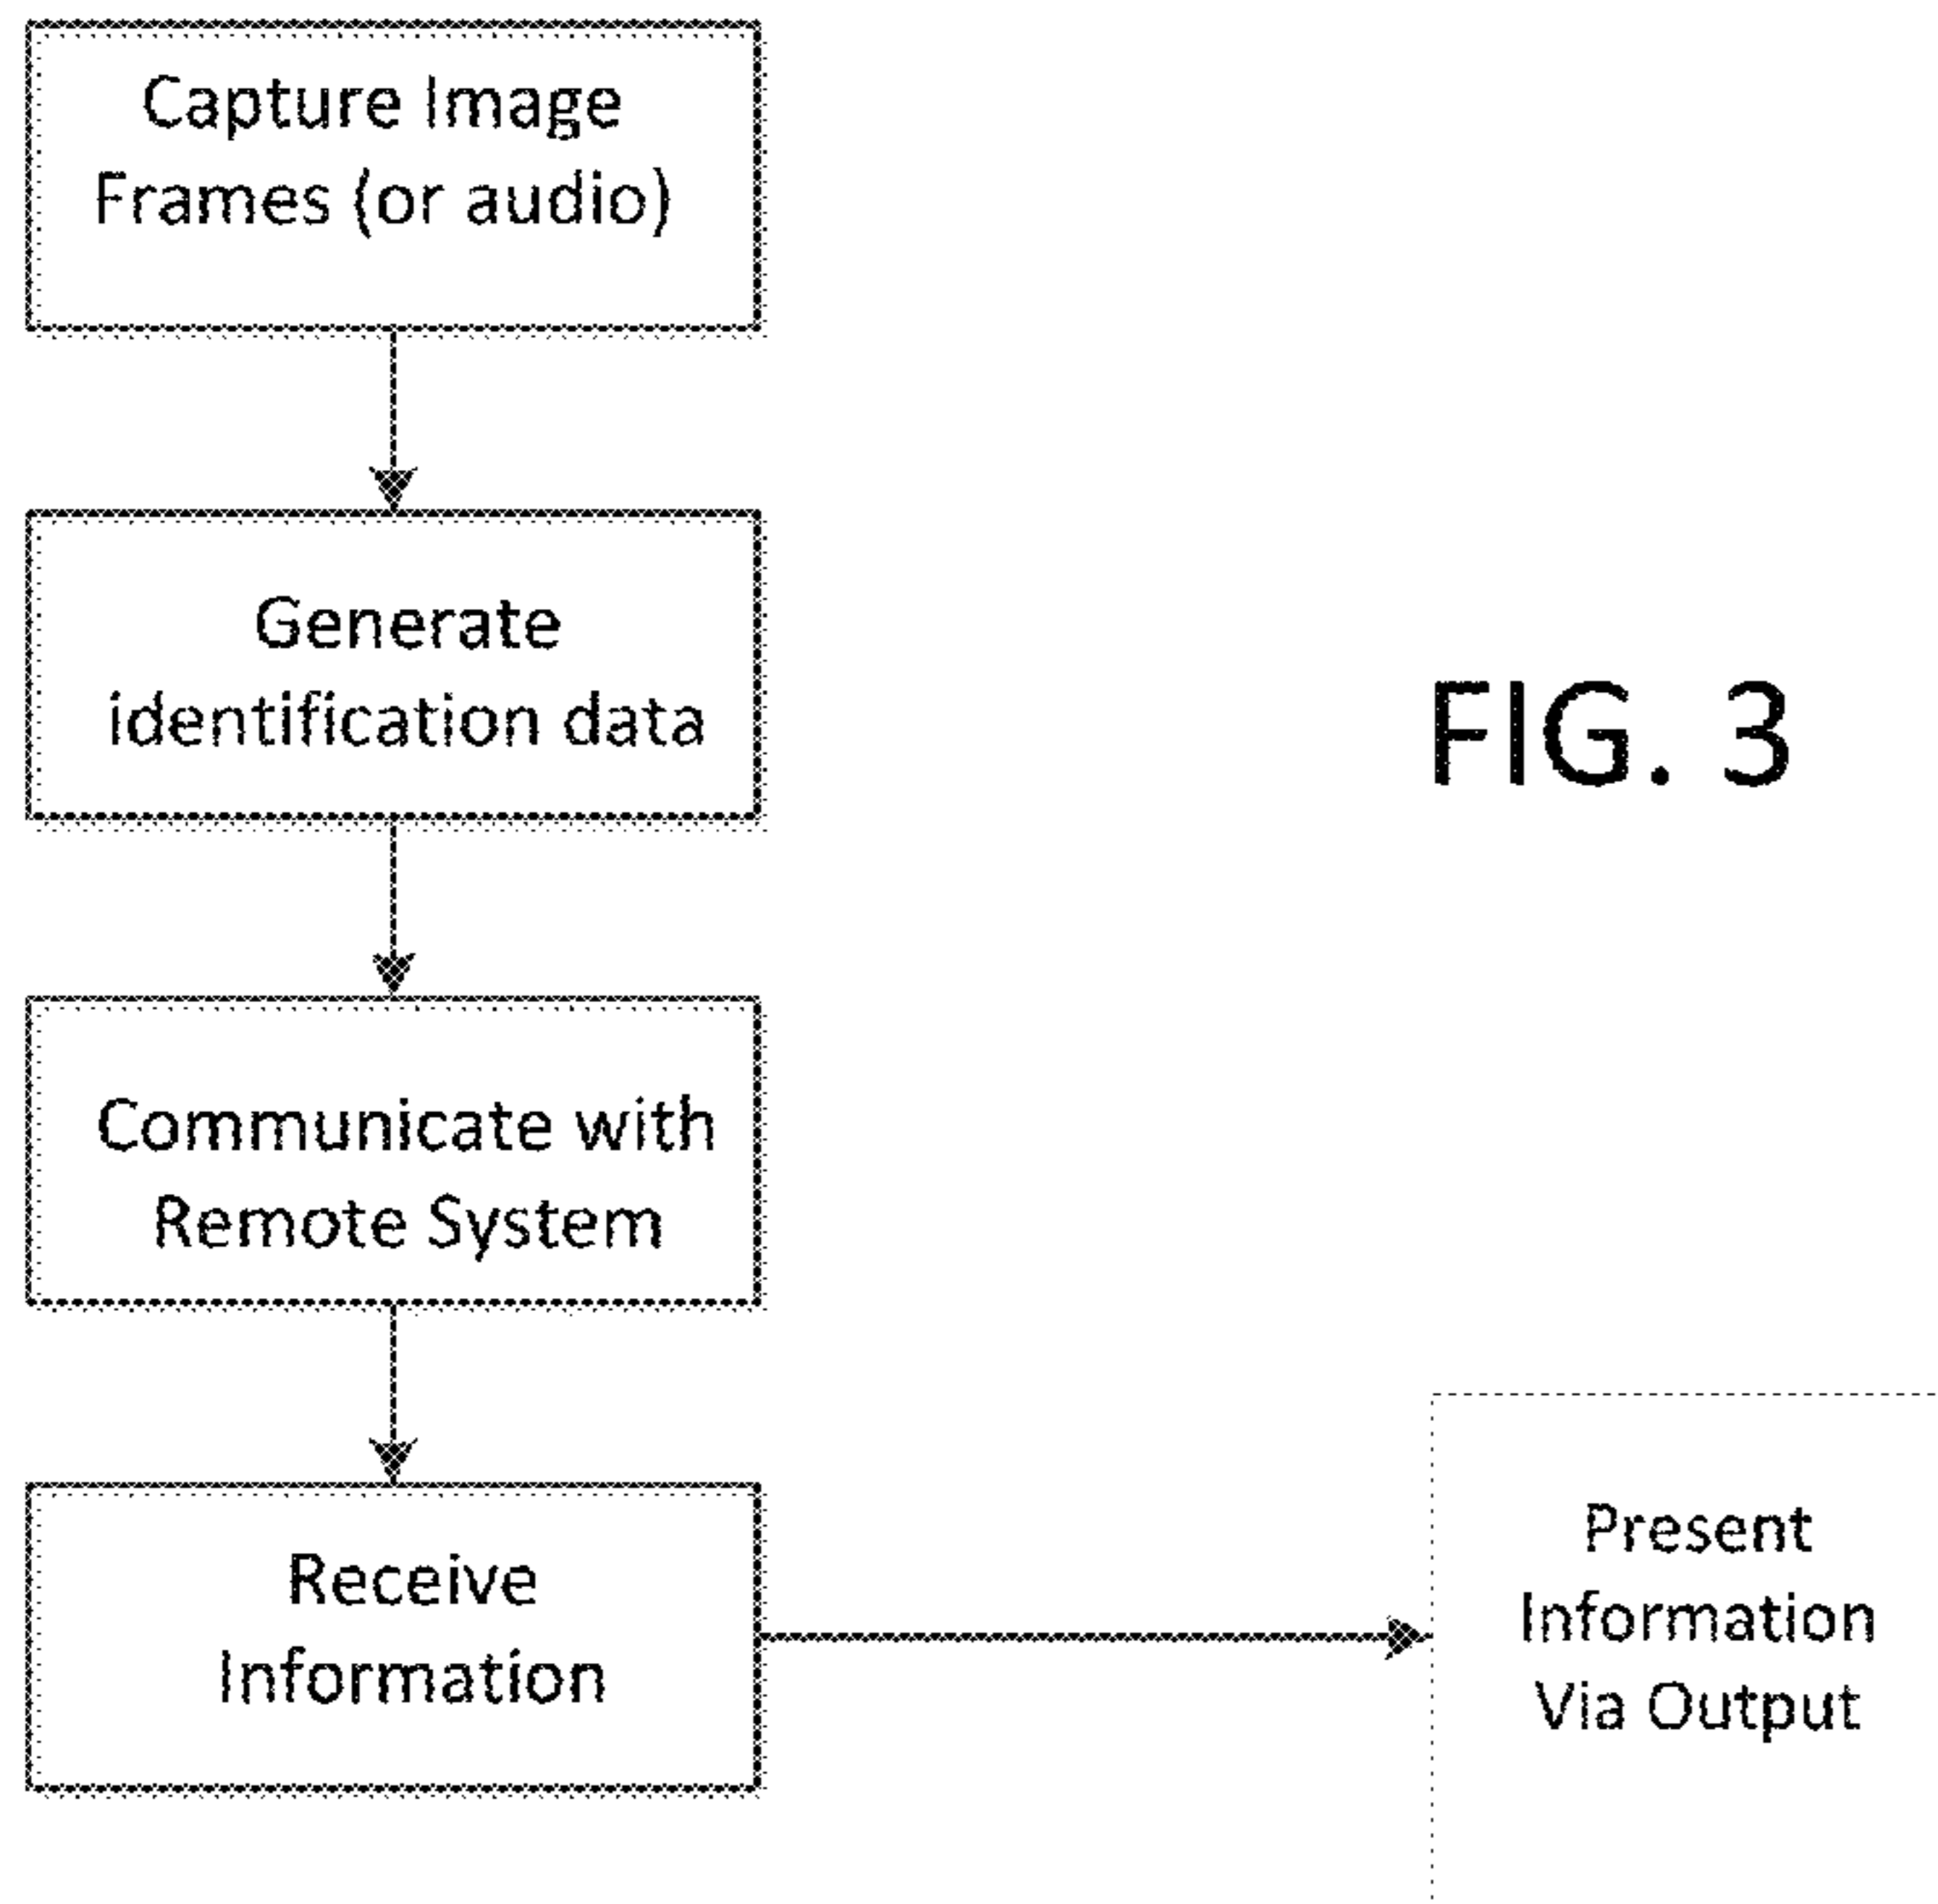 Capture Image
Frames (or audio)
Generate
identification data
FIG. 3
Communicate with
Remote System
Receive
Information
Present
Information
Via Output